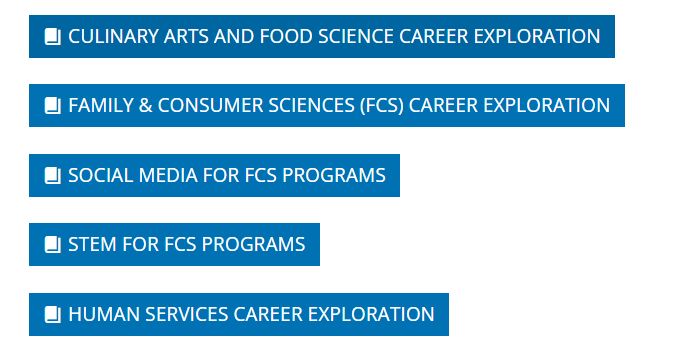 CULINARY ARTS AND FOOD SCIENCE CAREER EXPLORATION
FAMILY & CONSUMER SCIENCES (FCS) CAREER EXPLORATION
SOCIAL MEDIA FOR FCS PROGRAMS
STEM FOR FCS PROGRAMS
HUMAN SERVICES CAREER EXPLORATION